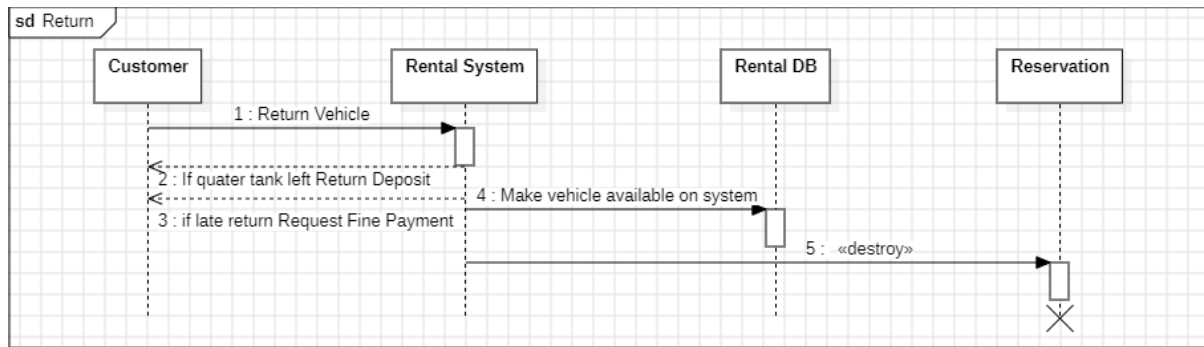 sd Return
Customer
Rental System
Rental DB
Reservation
1 : Return Vehicle
2 : If quater tank left Return Deposit
4 : Make vehicle available on system
3 : if late return Request Fine Payment
5 : «destroy»